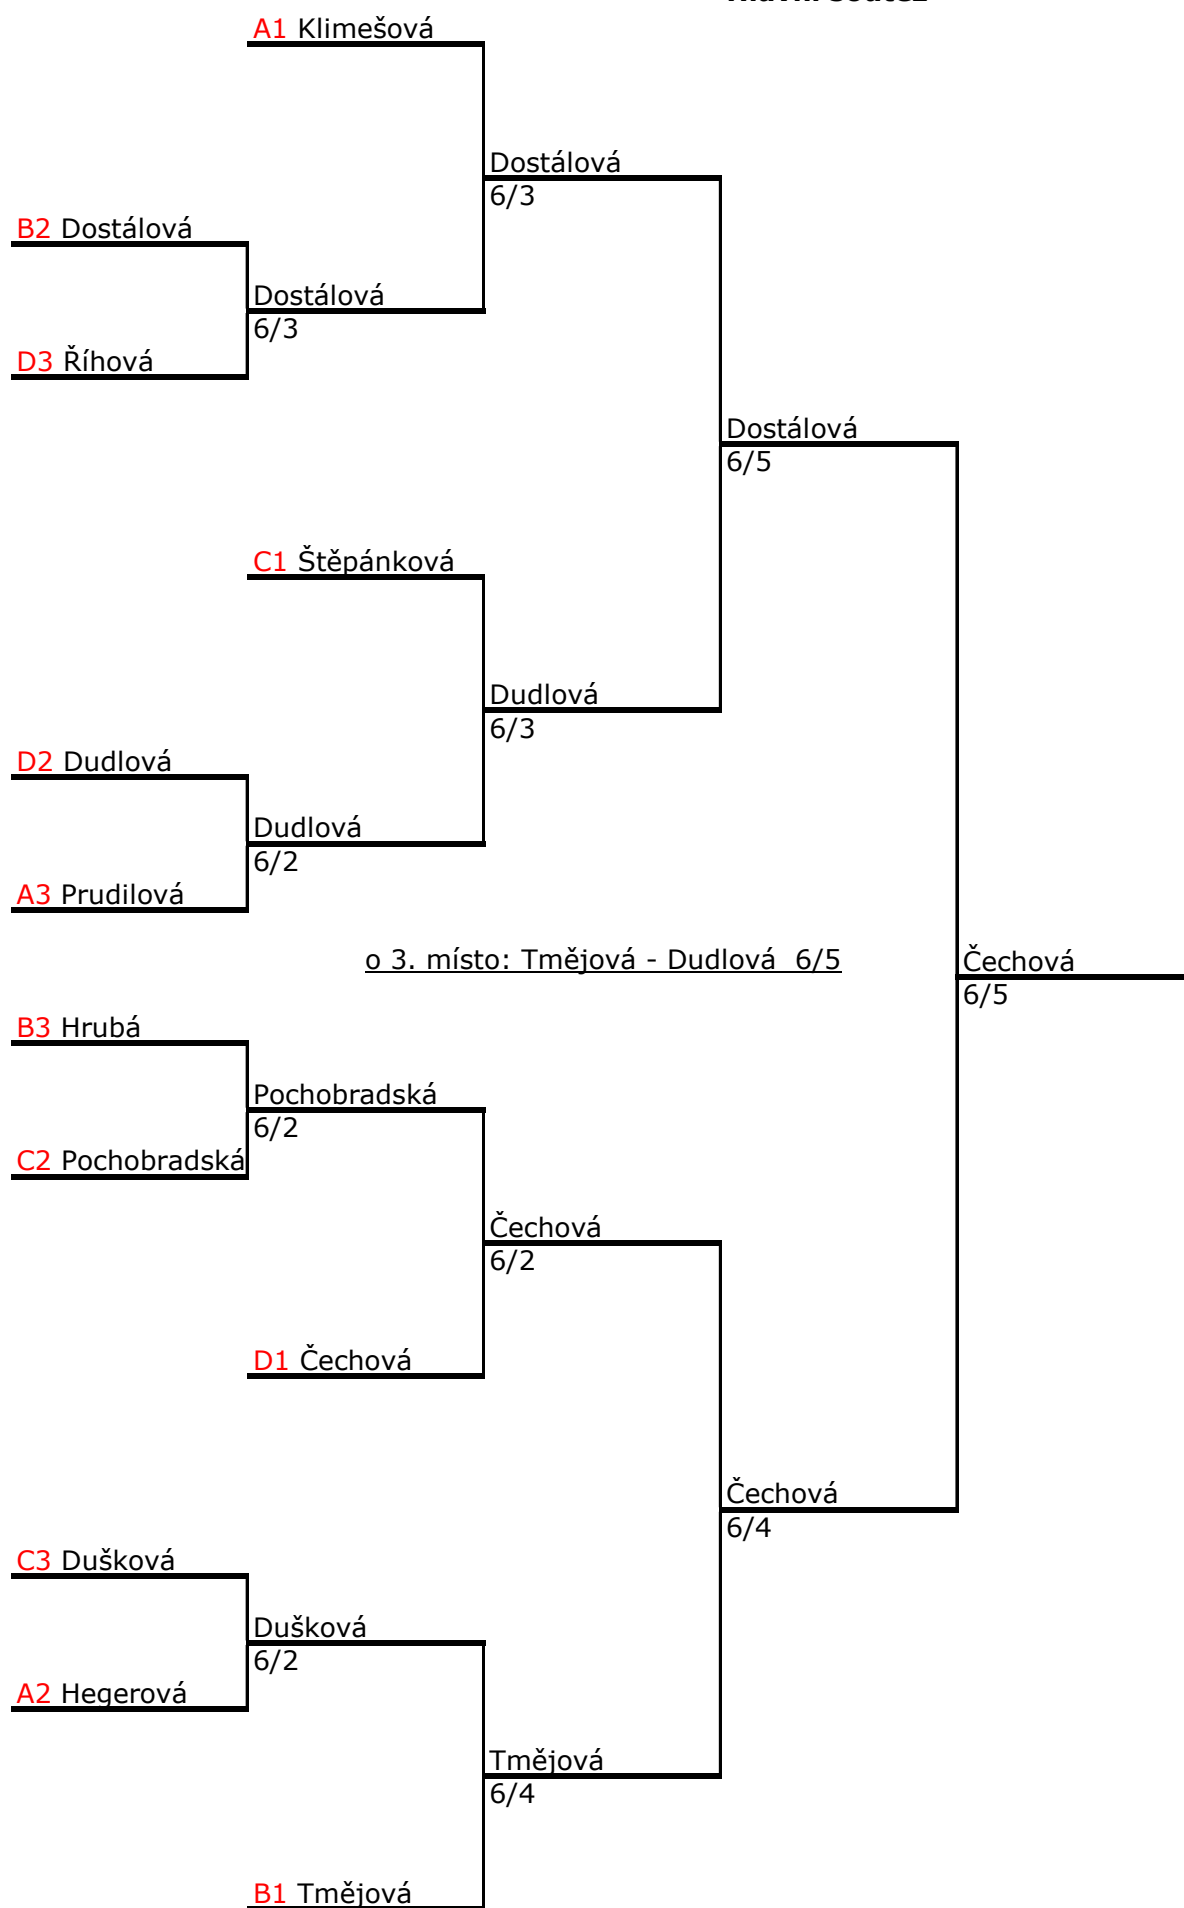 A1 Klimešová
Dostálová
6/3
B2 Dostálová
Dostálová
6/3
D3 Říhová
Dostálová
6/5
C1 Štěpánková
Dudlová
6/3
D2 Dudlová
Dudlová
6/2
A3 Prudilová
o 3. místo: Tmějová - Dudlová 6/5
Čechová
6/5
B3 Hrubá
Pochobradská
6/2
C2 Pochobradská
Čechová
6/2
D1 Čechová
Čechová
6/4
C3 Dušková
Dušková
6/2
A2 Hegerová
Tmějová
6/4
B1 Tmějová